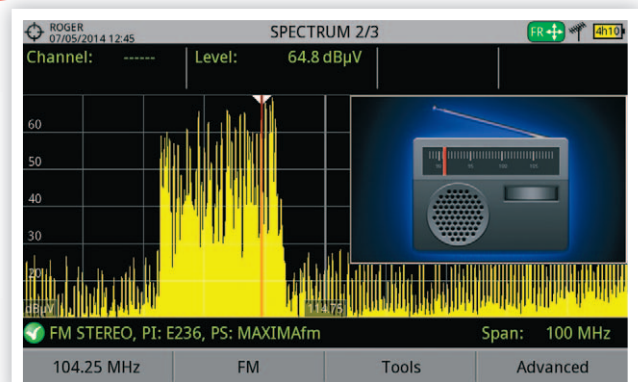 ROGER
07/05/2014 12:45
SPECTRUM 2/3
FR
4h10
Channel: ------
Level: 64.8 dBµV
60
50
40
30
20
dBµV
114.75
FM STEREO, PI: E236, PS: MAXIMAfm
Span: 100 MHz
104.25 MHz
FM
Tools
Advanced